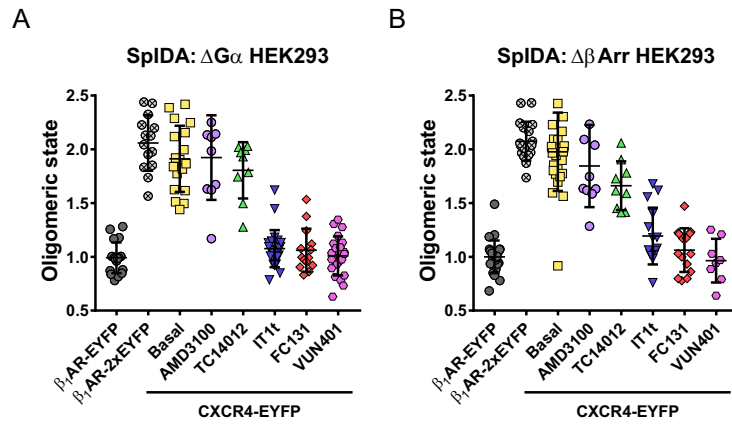 A
SpIDA: ΔGα HEK293
Oligomeric state
2.5
2.0
1.5
1.0
0.5
β₁AR-EYFP
β₁AR-2xEYFP
Basal
AMD3100
TC14012
IT1t
FC131
VUN401
CXCR4-EYFP
B
SpIDA: ΔβArr HEK293
Oligomeric state
2.5
2.0
1.5
1.0
0.5
β₁AR-EYFP
β₁AR-2xEYFP
Basal
AMD3100
TC14012
IT1t
FC131
VUN401
CXCR4-EYFP